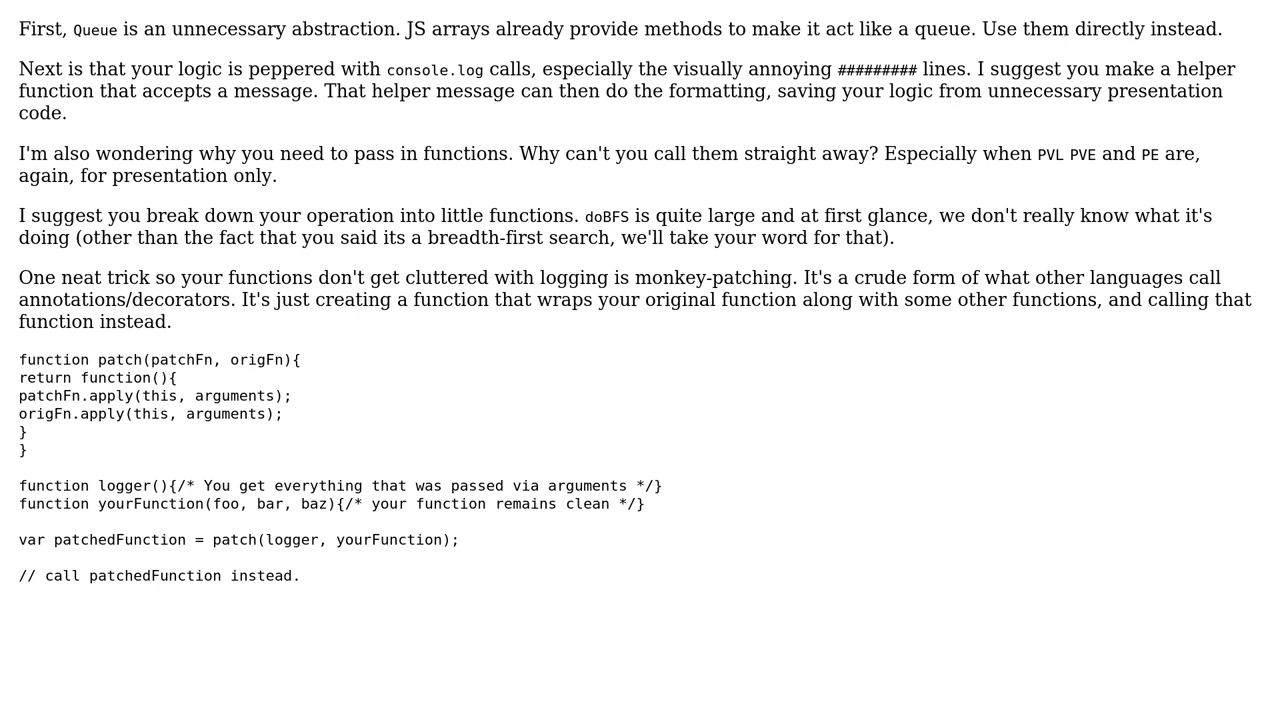 First, Queue is an unnecessary abstraction. JS arrays already provide methods to make it act like a queue. Use them directly instead.
Next is that your logic is peppered with console.log calls, especially the visually annoying ######### lines. I suggest you make a helper
function that accepts a message. That helper message can then do the formatting, saving your logic from unnecessary presentation
code.
I'm also wondering why you need to pass in functions. Why can't you call them straight away? Especially when PVL PVE and PE are,
again, for presentation only.
I suggest you break down your operation into little functions. doBFS is quite large and at first glance, we don't really know what it's
doing (other than the fact that you said its a breadth-first search, we'll take your word for that).
One neat trick so your functions don't get cluttered with logging is monkey-patching. It's a crude form of what other languages call
annotations/decorators. It's just creating a function that wraps your original function along with some other functions, and calling that
function instead.
function patch(patchFn, origFn){
return function(){
patchFn.apply(this, arguments);
origFn.apply(this, arguments);
}
}
function logger(){/* You get everything that was passed via arguments */}
function yourFunction(foo, bar, baz){/* your function remains clean */}
var patchedFunction = patch(logger, yourFunction);
// call patchedFunction instead.